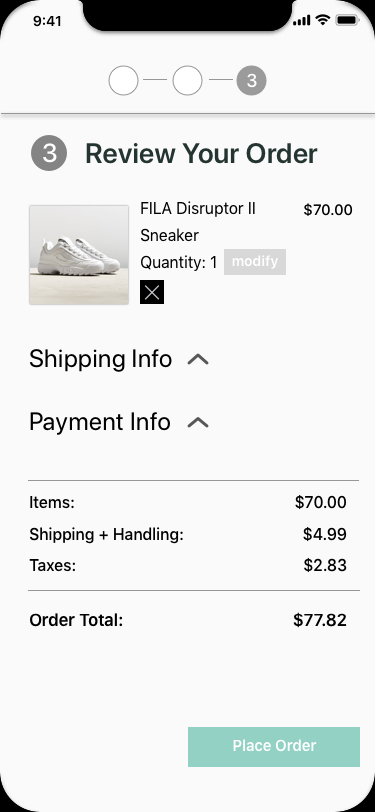 9:41
3
3 Review Your Order
FILA Disruptor II $70.00
Sneaker
Quantity: 1 modify
Shipping Info
Payment Info
Items: $70.00
Shipping + Handling: $4.99
Taxes: $2.83
Order Total: $77.82
Place Order